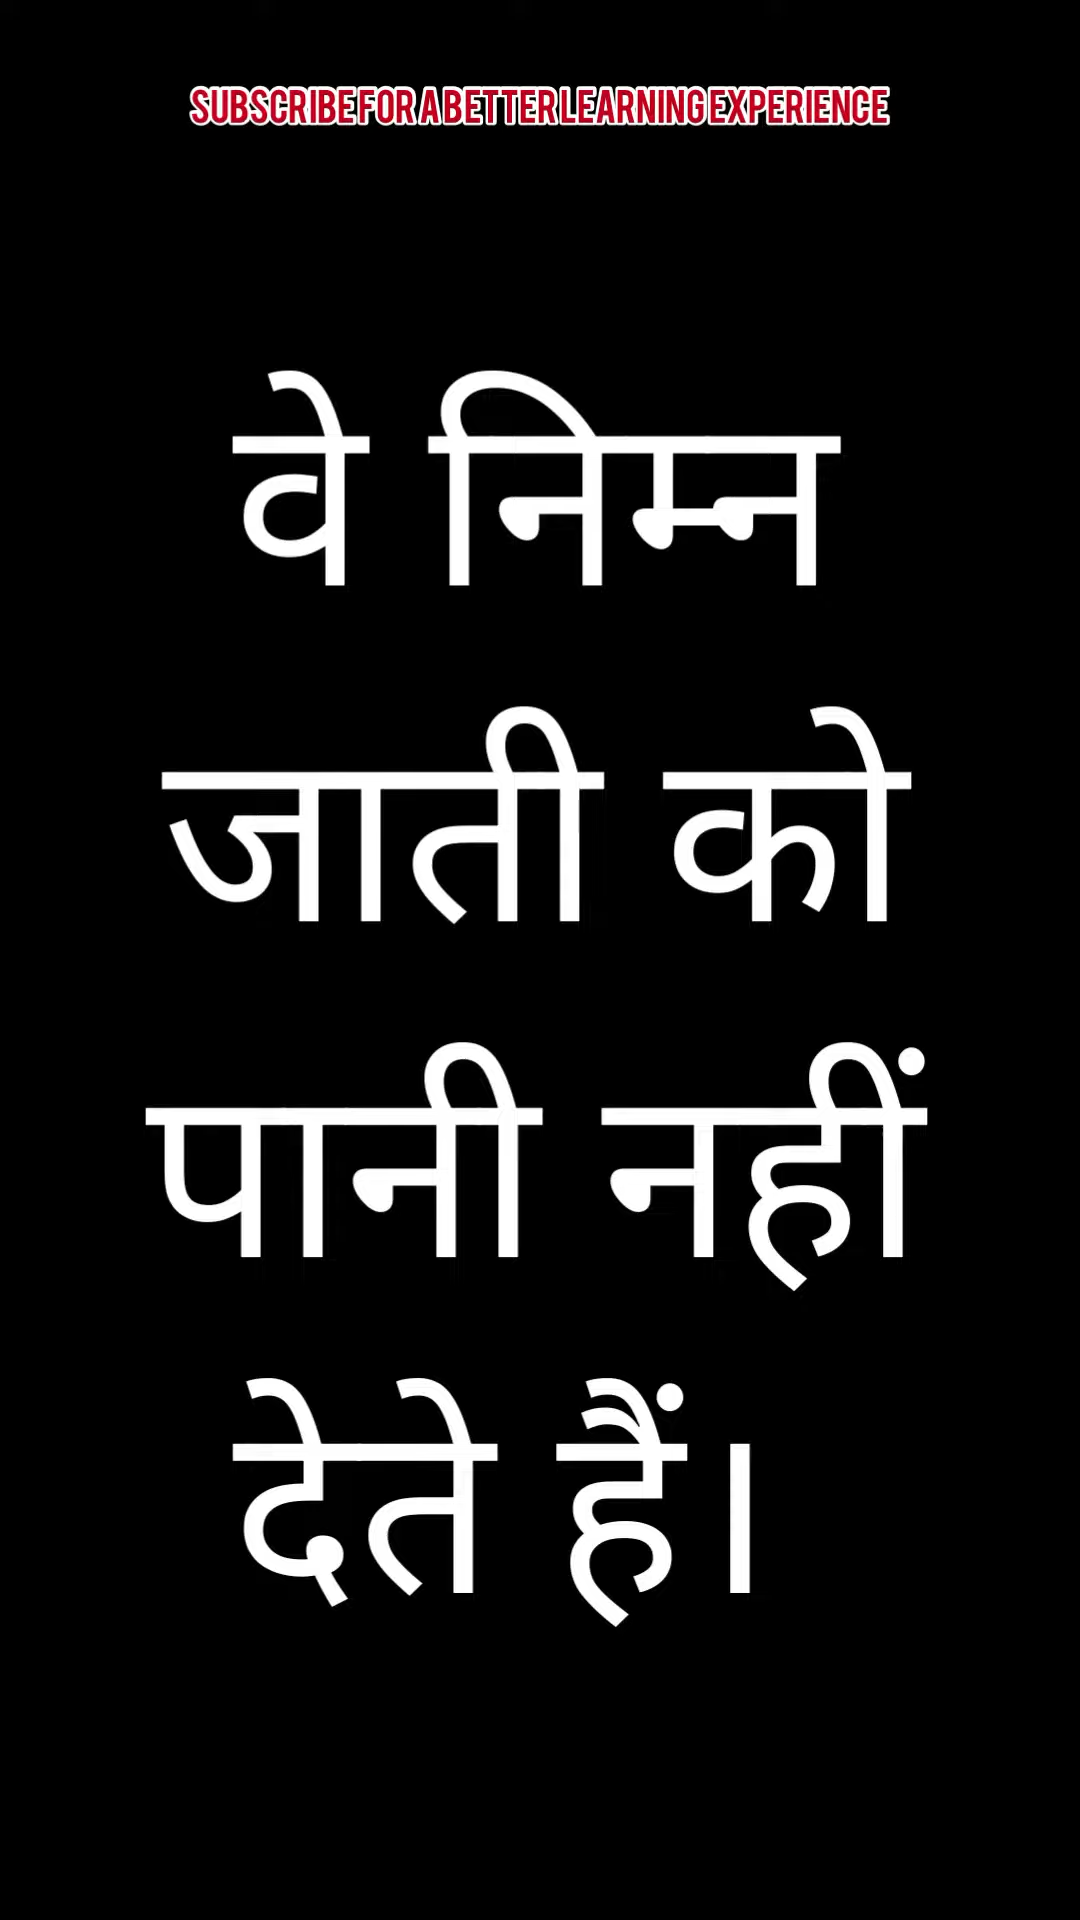 SUBSCRIBE FOR A BETTER LEARNING EXPERIENCE
वे निम्न
जाती को
पानी नहीं
देते हैं।